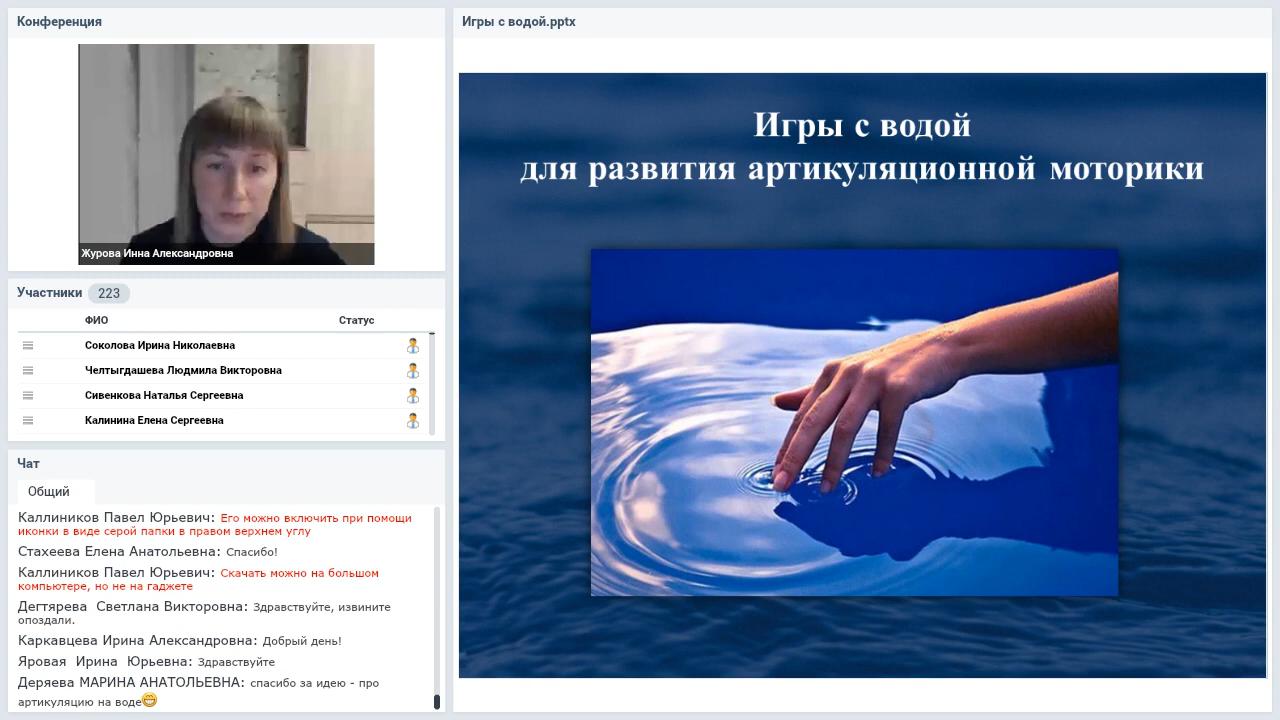 Конференция
Журова Инна Александровна
Участники 223
ФИО Статус
Соколова Ирина Николаевна
Челтыгдашева Людмила Викторовна
Сивенкова Наталья Сергеевна
Калинина Елена Сергеевна
Чат
Общий
Каллиников Павел Юрьевич: Его можно включить при помощи
иконки в виде серой папки в правом верхнем углу
Стахеева Елена Анатольевна: Спасибо!
Каллиников Павел Юрьевич: Скачать можно на большом
компьютере, но не на гаджете
Дегтярева Светлана Викторовна: Здравствуйте, извините
опоздали.
Каркавцева Ирина Александровна: Добрый день!
Яровая Ирина Юрьевна: Здравствуйте
Деряева МАРИНА АНАТОЛЬЕВНА: спасибо за идею - про
артикуляцию на воде
Игры с водой.pptx
Игры с водой
для развития артикуляционной моторики